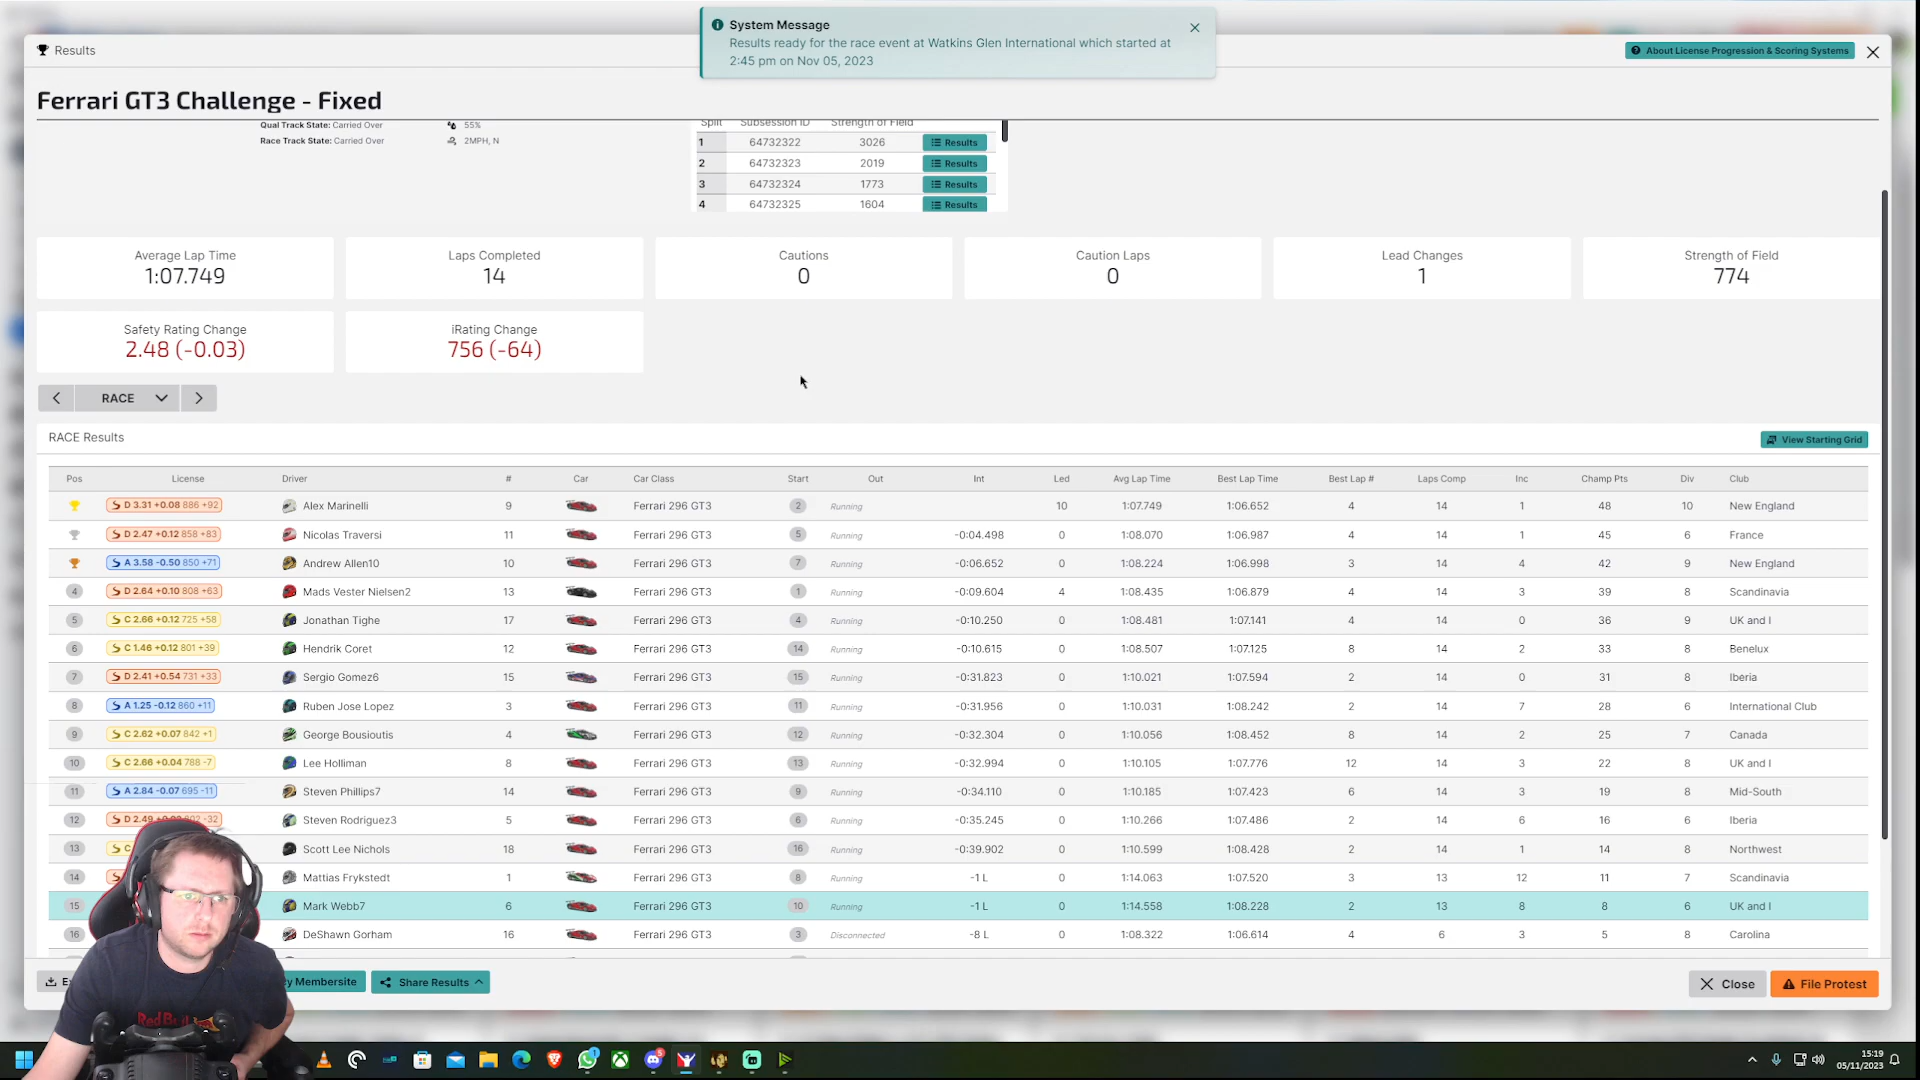 System Message
Results ready for the race event at Watkins Glen International which started at
2:45 pm on Nov 05, 2023
Results
About License Progression & Scoring Systems
Ferrari GT3 Challenge - Fixed
Qual Track State: Carried Over 55%
Race Track State: Carried Over 2MPH, N
Split Subsession ID Strength of Field
1 64732322 3026 Results
2 64732323 2019 Results
3 64732324 1773 Results
4 64732325 1604 Results
Average Lap Time
1:07.749
Laps Completed
14
Cautions
0
Caution Laps
0
Lead Changes
1
Strength of Field
774
Safety Rating Change
2.48 (-0.03)
iRating Change
756 (-64)
RACE
RACE Results
View Starting Grid
Pos License Driver # Car Car Class Start Out Int Led Avg Lap Time Best Lap Time Best Lap # Laps Comp Inc Champ Pts Div Club
D 3.31 +0.08 886 +92 Alex Marinelli 9 Ferrari 296 GT3 2 Running 10 1:07.749 1:06.652 4 14 1 48 10 New England
D 2.47 +0.12 858 +83 Nicolas Traversi 11 Ferrari 296 GT3 5 Running -0:04.498 0 1:08.070 1:06.987 4 14 1 45 6 France
A 3.58 -0.50 850 +71 Andrew Allen10 10 Ferrari 296 GT3 7 Running -0:06.652 0 1:08.224 1:06.998 3 14 4 42 9 New England
4 D 2.64 +0.10 808 +63 Mads Vester Nielsen2 13 Ferrari 296 GT3 1 Running -0:09.604 4 1:08.435 1:06.879 4 14 3 39 8 Scandinavia
5 C 2.66 +0.12 725 +58 Jonathan Tighe 17 Ferrari 296 GT3 4 Running -0:10.250 0 1:08.481 1:07.141 4 14 0 36 9 UK and I
6 C 1.46 +0.12 801 +39 Hendrik Coret 12 Ferrari 296 GT3 14 Running -0:10.615 0 1:08.507 1:07.125 8 14 2 33 8 Benelux
7 D 2.41 +0.54 731 +33 Sergio Gomez6 15 Ferrari 296 GT3 15 Running -0:31.823 0 1:10.021 1:07.594 2 14 0 31 8 Iberia
8 A 1.25 -0.12 860 +11 Ruben Jose Lopez 3 Ferrari 296 GT3 11 Running -0:31.956 0 1:10.031 1:08.242 2 14 7 28 6 International Club
9 C 2.62 +0.07 842 +1 George Bousioutis 4 Ferrari 296 GT3 12 Running -0:32.304 0 1:10.056 1:08.452 8 14 2 25 7 Canada
10 C 2.66 +0.04 788 -7 Lee Holliman 8 Ferrari 296 GT3 13 Running -0:32.994 0 1:10.105 1:07.776 12 14 3 22 8 UK and I
11 A 2.84 -0.07 695 -11 Steven Phillips7 14 Ferrari 296 GT3 9 Running -0:34.110 0 1:10.185 1:07.423 6 14 3 19 8 Mid-South
12 D 2.49 -32 Steven Rodriguez3 5 Ferrari 296 GT3 6 Running -0:35.245 0 1:10.266 1:07.486 2 14 6 16 6 Iberia
13 C Scott Lee Nichols 18 Ferrari 296 GT3 16 Running -0:39.902 0 1:10.599 1:08.428 2 14 1 14 8 Northwest
14 Mattias Frykstedt 1 Ferrari 296 GT3 8 Running -1 L 0 1:14.063 1:07.520 3 13 12 11 7 Scandinavia
15 Mark Webb7 6 Ferrari 296 GT3 10 Running -1 L 0 1:14.558 1:08.228 2 13 8 8 6 UK and I
16 DeShawn Gorham 16 Ferrari 296 GT3 3 Disconnected -8 L 0 1:08.322 1:06.614 4 6 3 5 8 Carolina
Membersite
Share Results
Close
File Protest
Red Bull
15:19
05/11/2023